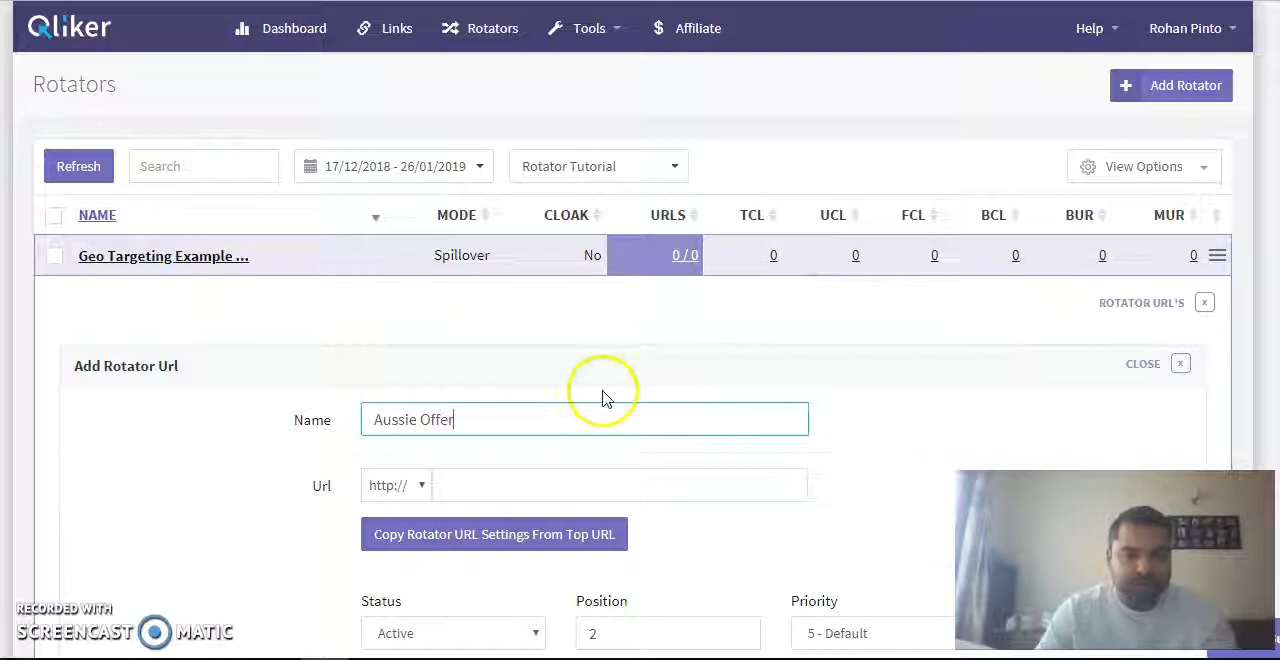 Qliker Dashboard Links Rotators Tools $ Affiliate Help Rohan Pinto
Rotators
+ Add Rotator
Refresh Search 17/12/2018 - 26/01/2019 Rotator Tutorial View Options
NAME MODE CLOAK URLS TCL UCL FCL BCL BUR MUR
Geo Targeting Example ... Spillover No 0 / 0 0 0 0 0 0 0
ROTATOR URL'S x
Add Rotator Url CLOSE x
Name Aussie Offer
Url http://
Copy Rotator URL Settings From Top URL
Status Position Priority
Active 2 5 - Default
RECORDED WITH
SCREENCAST MATIC